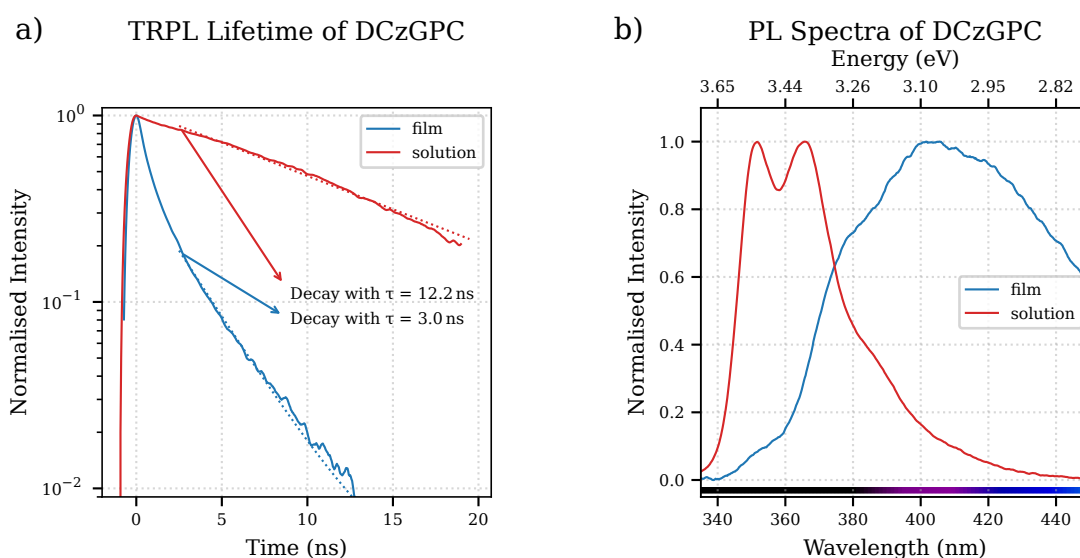 a)
TRPL Lifetime of DCzGPC
10⁰
10⁻¹
10⁻²
Normalised Intensity
film
solution
Decay with τ = 12.2 ns
Decay with τ = 3.0 ns
0 5 10 15 20
Time (ns)
b)
PL Spectra of DCzGPC
Energy (eV)
3.65 3.44 3.26 3.10 2.95 2.82
1.0
0.8
0.6
0.4
0.2
0.0
Normalised Intensity
film
solution
340 360 380 400 420 440
Wavelength (nm)